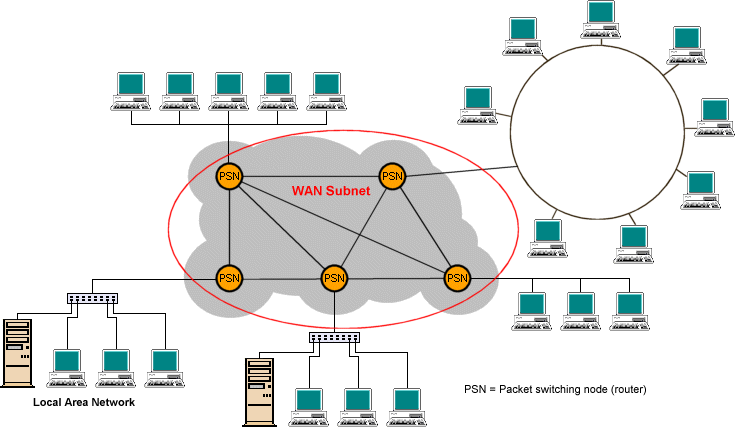 PSN
WAN Subnet
PSN
PSN
PSN
PSN
PSN = Packet switching node (router)
Local Area Network